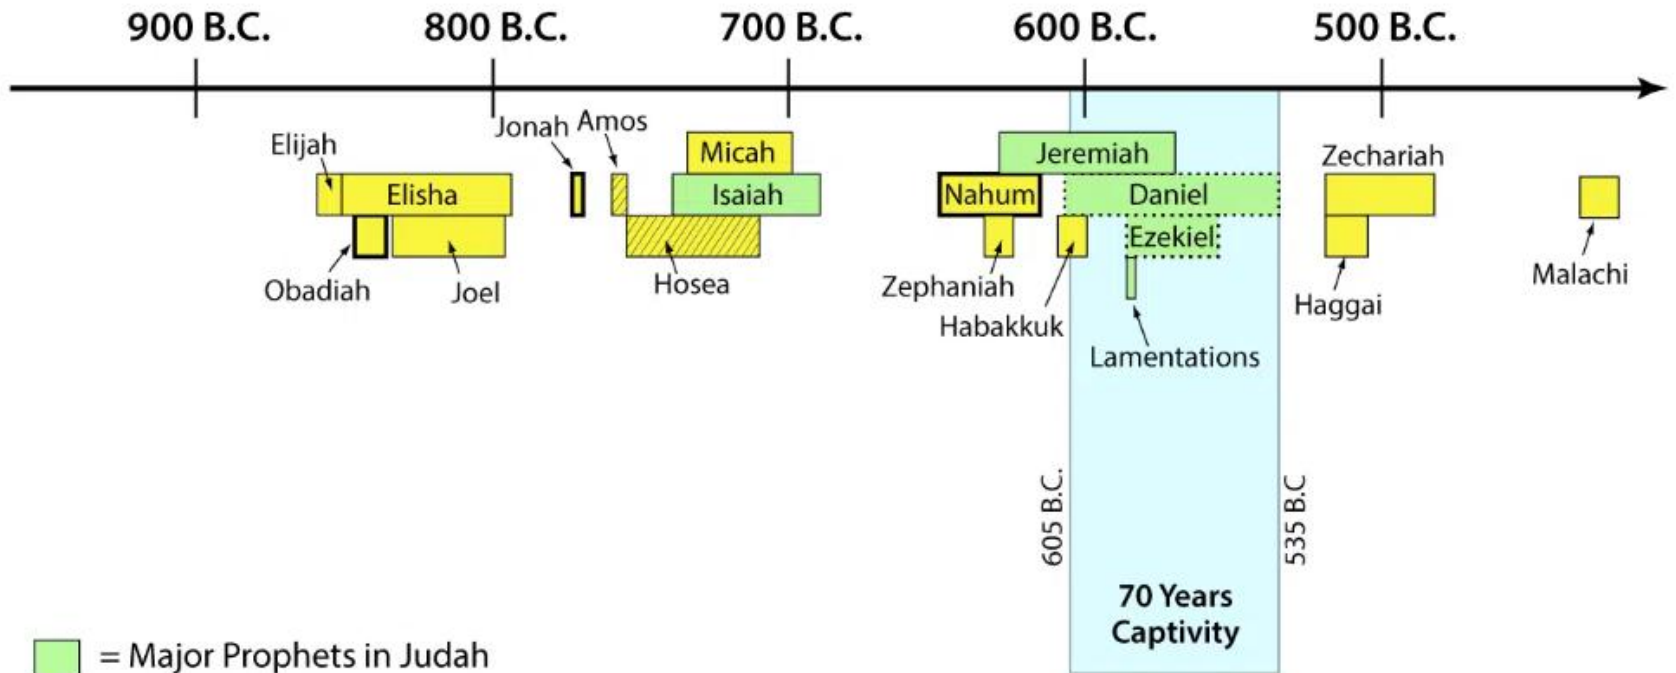 900 B.C. 800 B.C. 700 B.C. 600 B.C. 500 B.C.
Jonah Amos
Elijah
Micah
Jeremiah
Zechariah
Elisha
Isaiah
Nahum
Daniel
Ezekiel
Obadiah
Joel
Hosea
Zephaniah
Habakkuk
Lamentations
Haggai
Malachi
605 B.C.
535 B.C
70 Years
Captivity
= Major Prophets in Judah